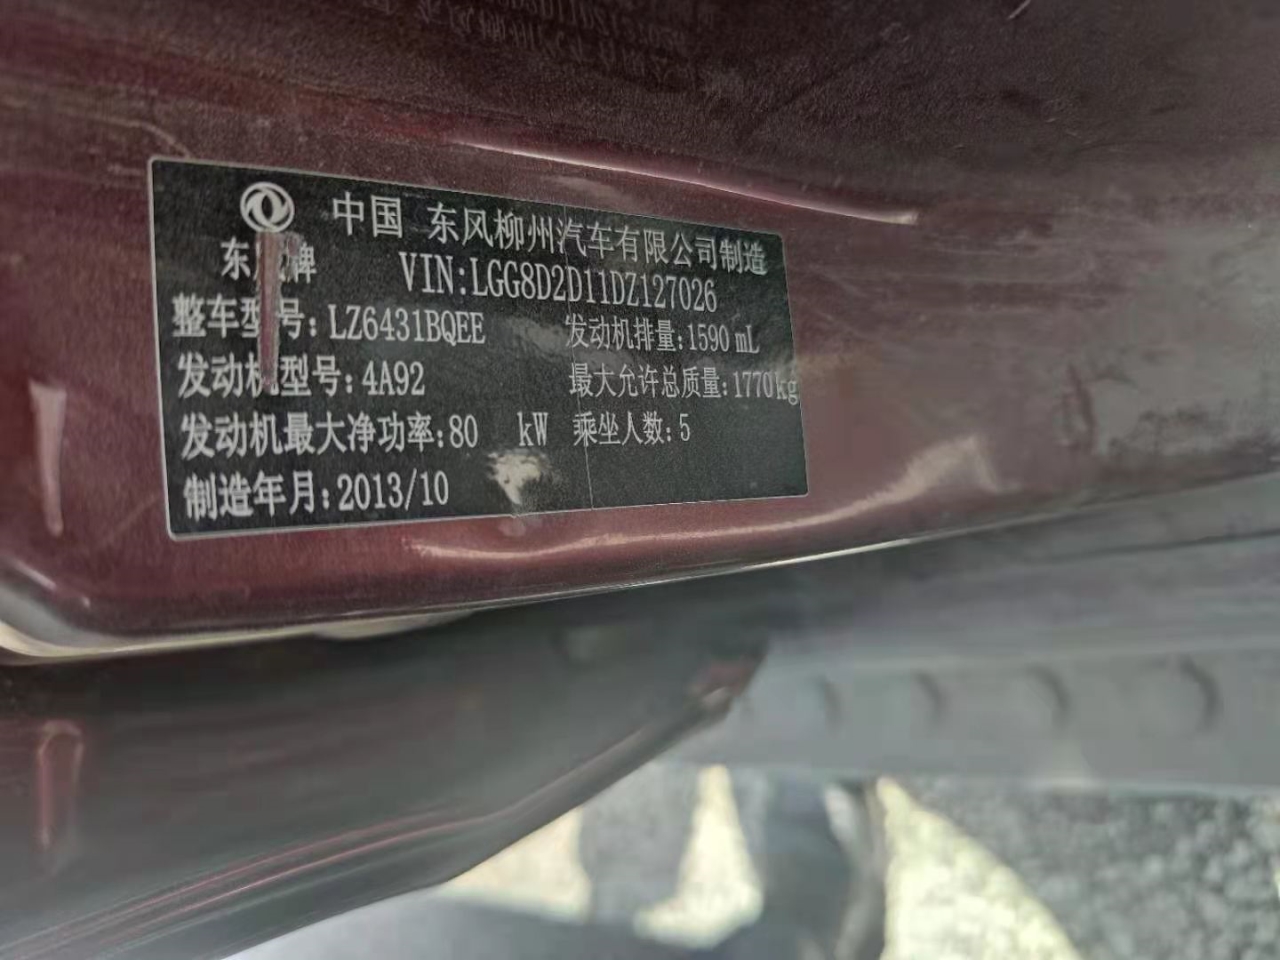 中国 东风柳州汽车有限公司制造
东风牌 VIN:LGG8D2D11DZ127026
整车型号:LZ6431BQEE 发动机排量:1590 mL
发动机型号:4A92 最大允许总质量:1770kg
发动机最大净功率:80 kW 乘坐人数:5
制造年月:2013/10